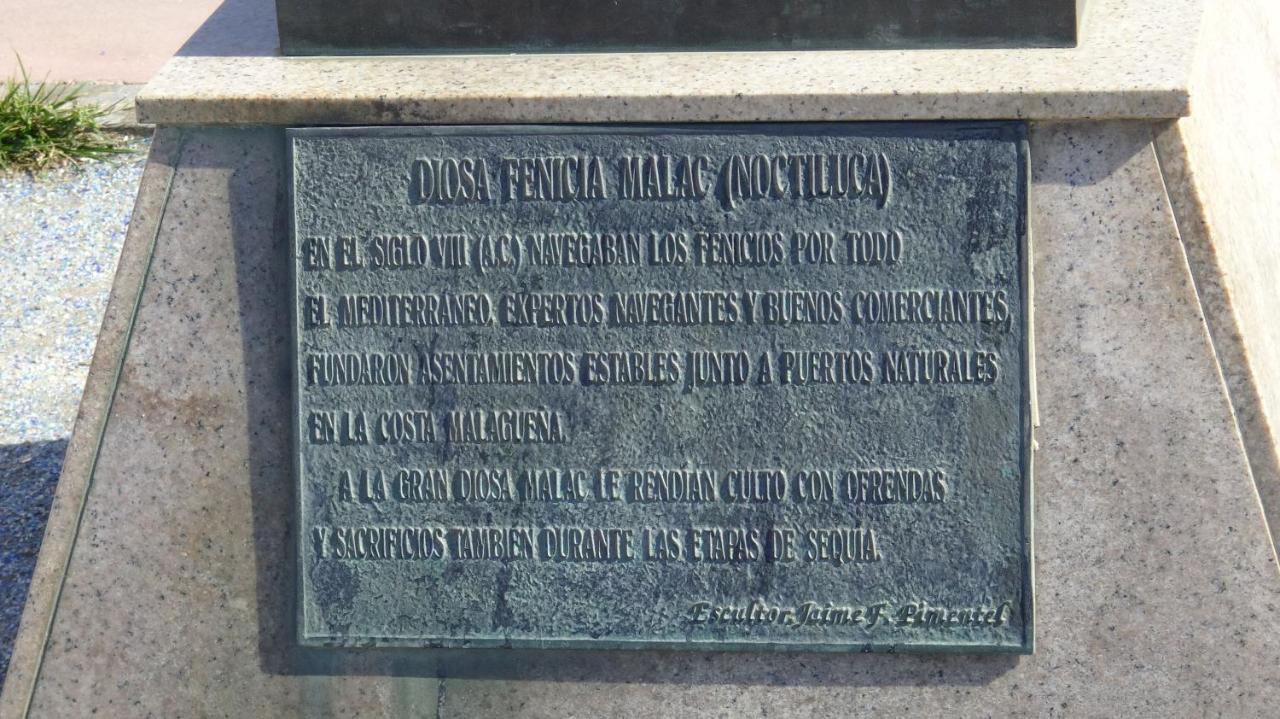 DIOSA FENICIA MALAC (NOCTILUCA)
EN EL SIGLO VIII (A.C.) NAVEGABAN LOS FENICIOS POR TODO
EL MEDITERRÁNEO. EXPERTOS NAVEGANTES Y BUENOS COMERCIANTES,
FUNDARON ASENTAMIENTOS ESTABLES JUNTO A PUERTOS NATURALES
EN LA COSTA MALAGUEÑA.
A LA GRAN DIOSA MALAC LE RENDÍAN CULTO CON OFRENDAS
Y SACRIFICIOS TAMBIÉN DURANTE LAS ETAPAS DE SEQUÍA.
Escultor, Jaime F. Pimentel